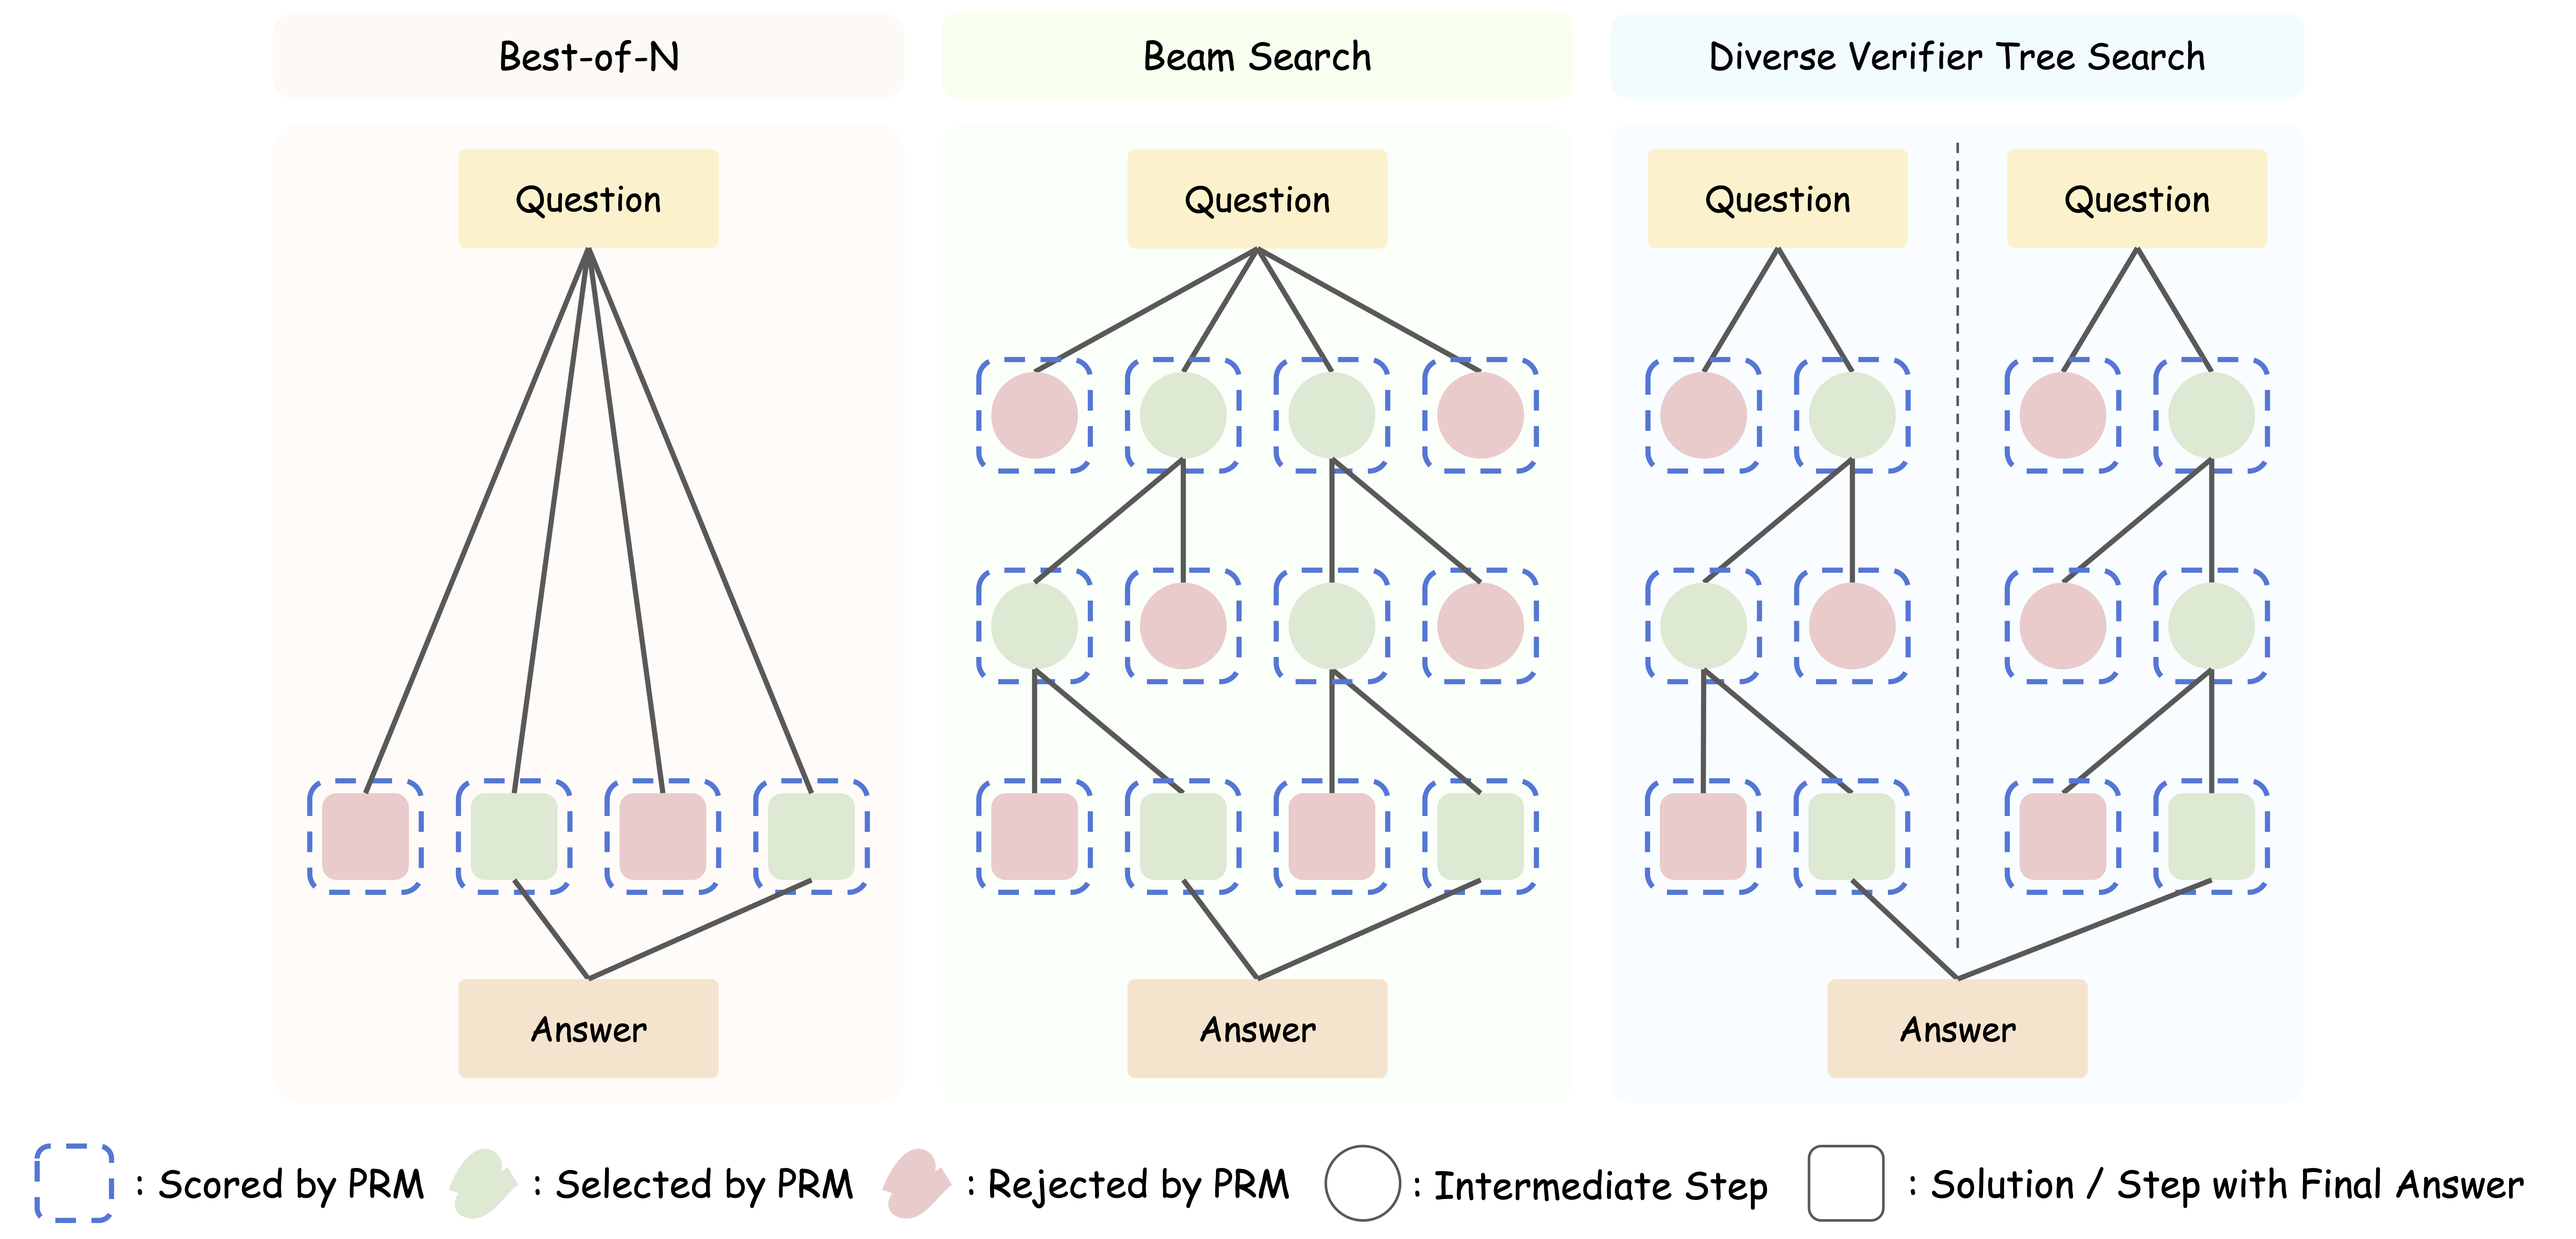 Best-of-N
Beam Search
Diverse Verifier Tree Search
Question
Question
Question
Question
Answer
Answer
Answer
: Scored by PRM
: Selected by PRM
: Rejected by PRM
: Intermediate Step
: Solution / Step with Final Answer